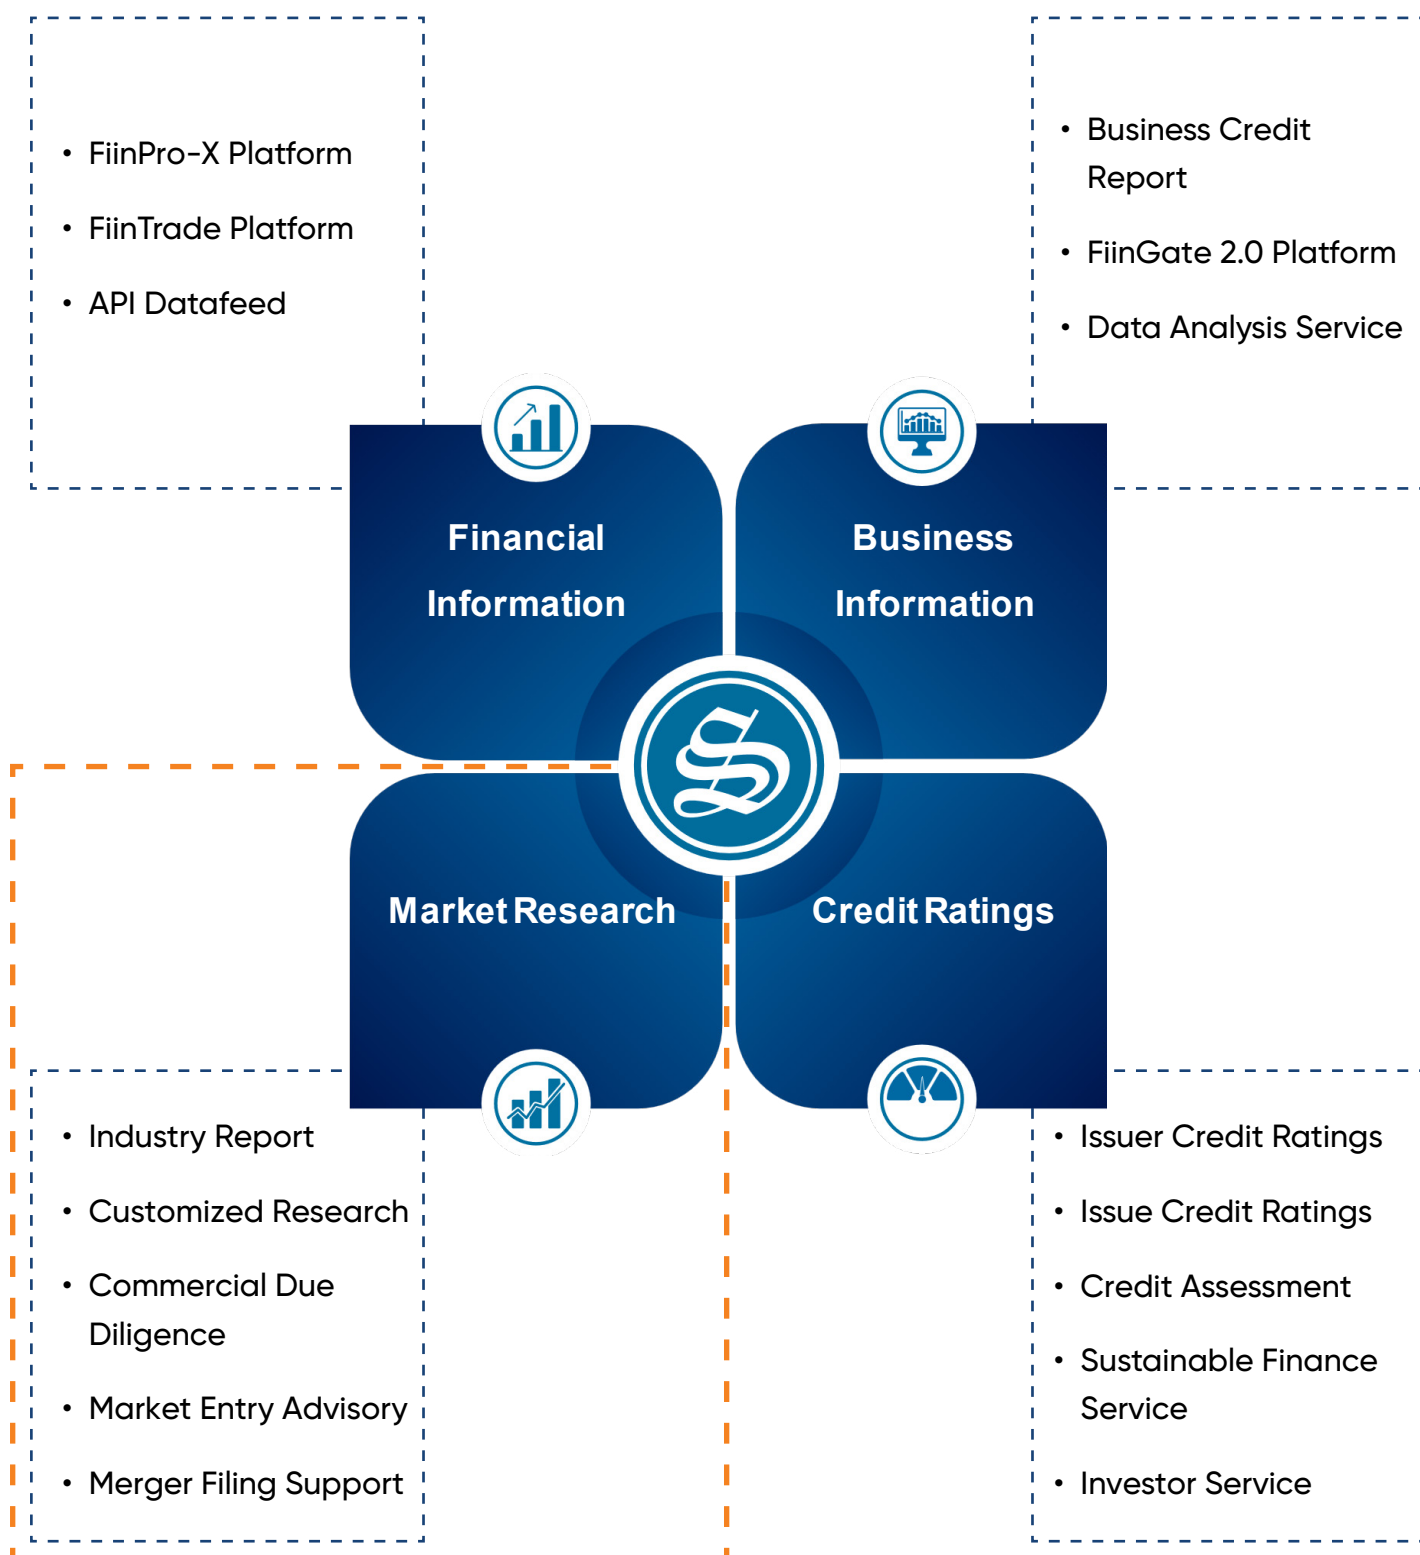 • FiinPro-X Platform
• FiinTrade Platform
• API Datafeed
• Business Credit
Report
• FiinGate 2.0 Platform
• Data Analysis Service
Financial
Information
Business
Information
S
Market Research
Credit Ratings
• Industry Report
• Customized Research
• Commercial Due
Diligence
• Market Entry Advisory
• Merger Filing Support
• Issuer Credit Ratings
• Issue Credit Ratings
• Credit Assessment
• Sustainable Finance
Service
• Investor Service